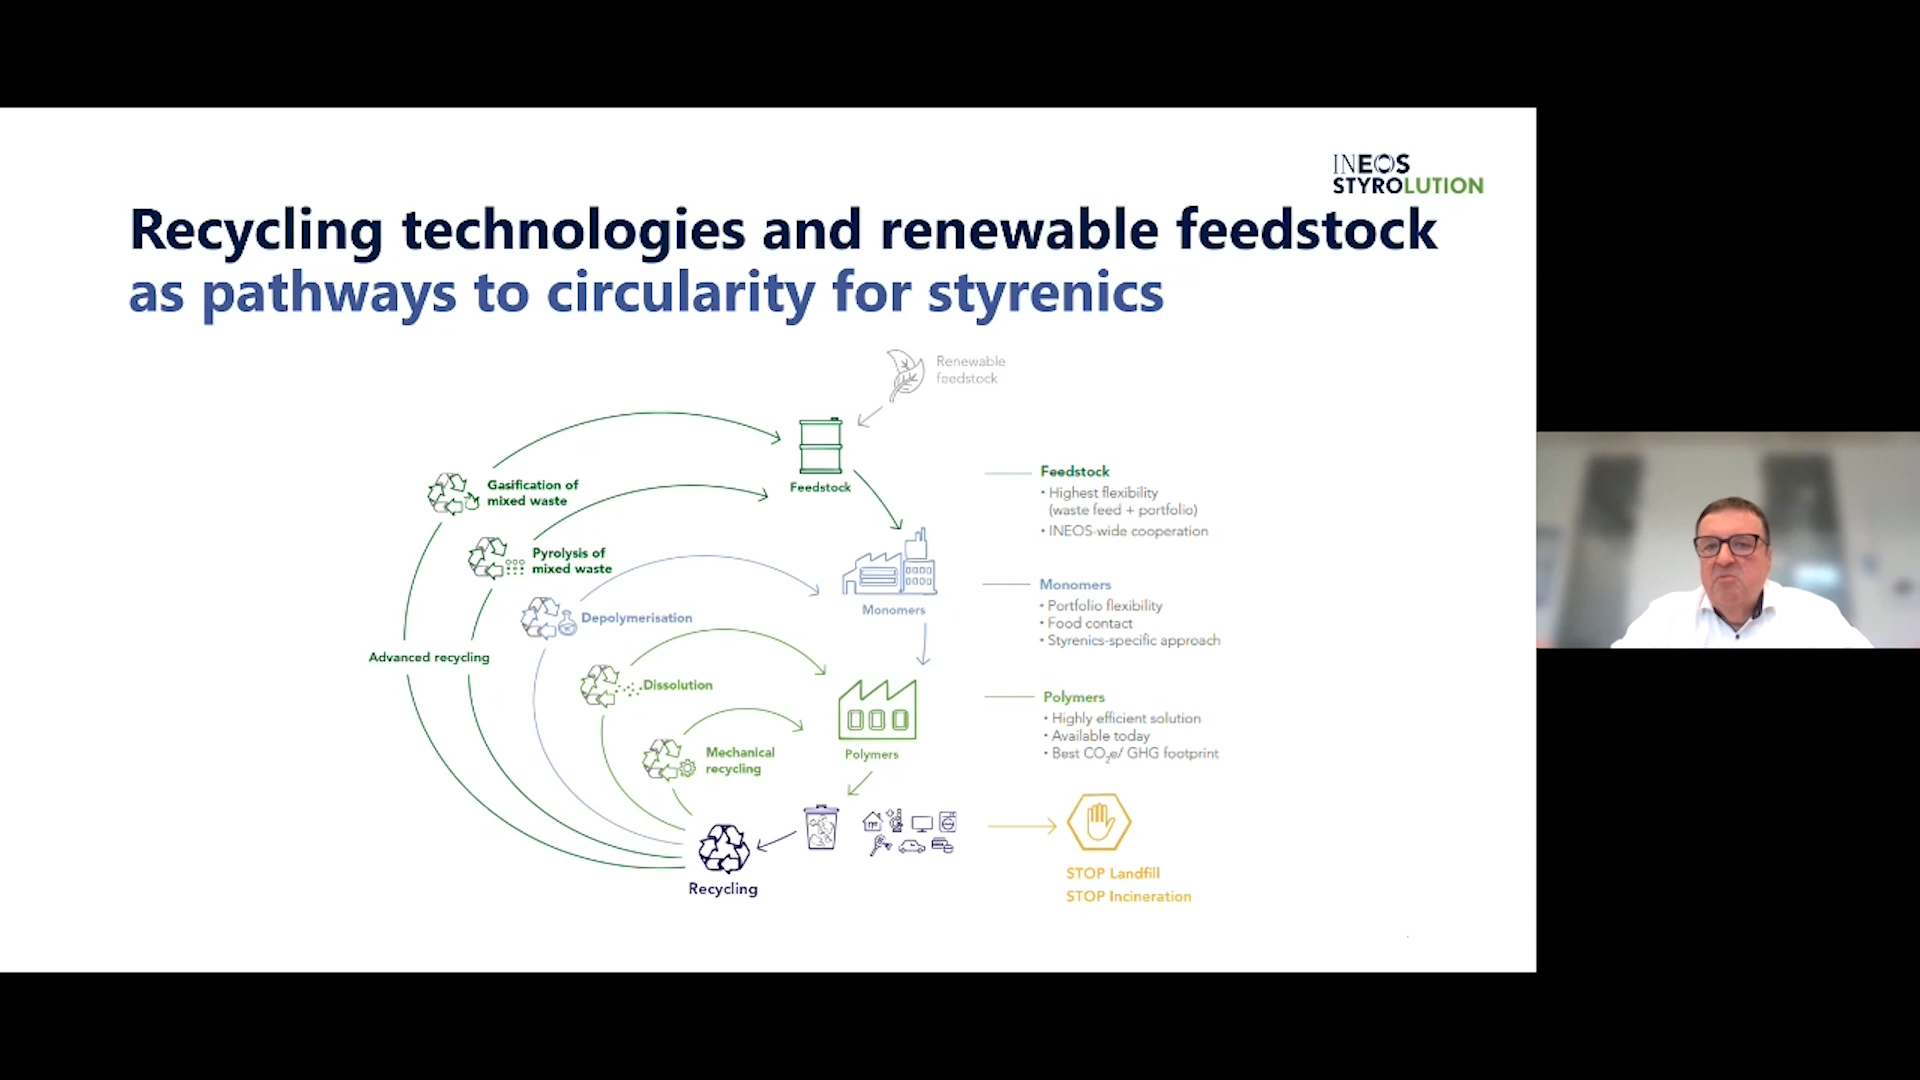 INEOS
STYROLUTION
Recycling technologies and renewable feedstock
as pathways to circularity for styrenics
Renewable
feedstock
Feedstock
Gasification of
mixed waste
Pyrolysis of
mixed waste
Monomers
Depolymerisation
Advanced recycling
Dissolution
Mechanical
recycling
Polymers
Recycling
Feedstock
• Highest flexibility
(waste feed + portfolio)
• INEOS-wide cooperation
Monomers
• Portfolio flexibility
• Food contact
• Styrenics-specific approach
Polymers
• Highly efficient solution
• Available today
• Best CO₂e/ GHG footprint
STOP Landfill
STOP Incineration